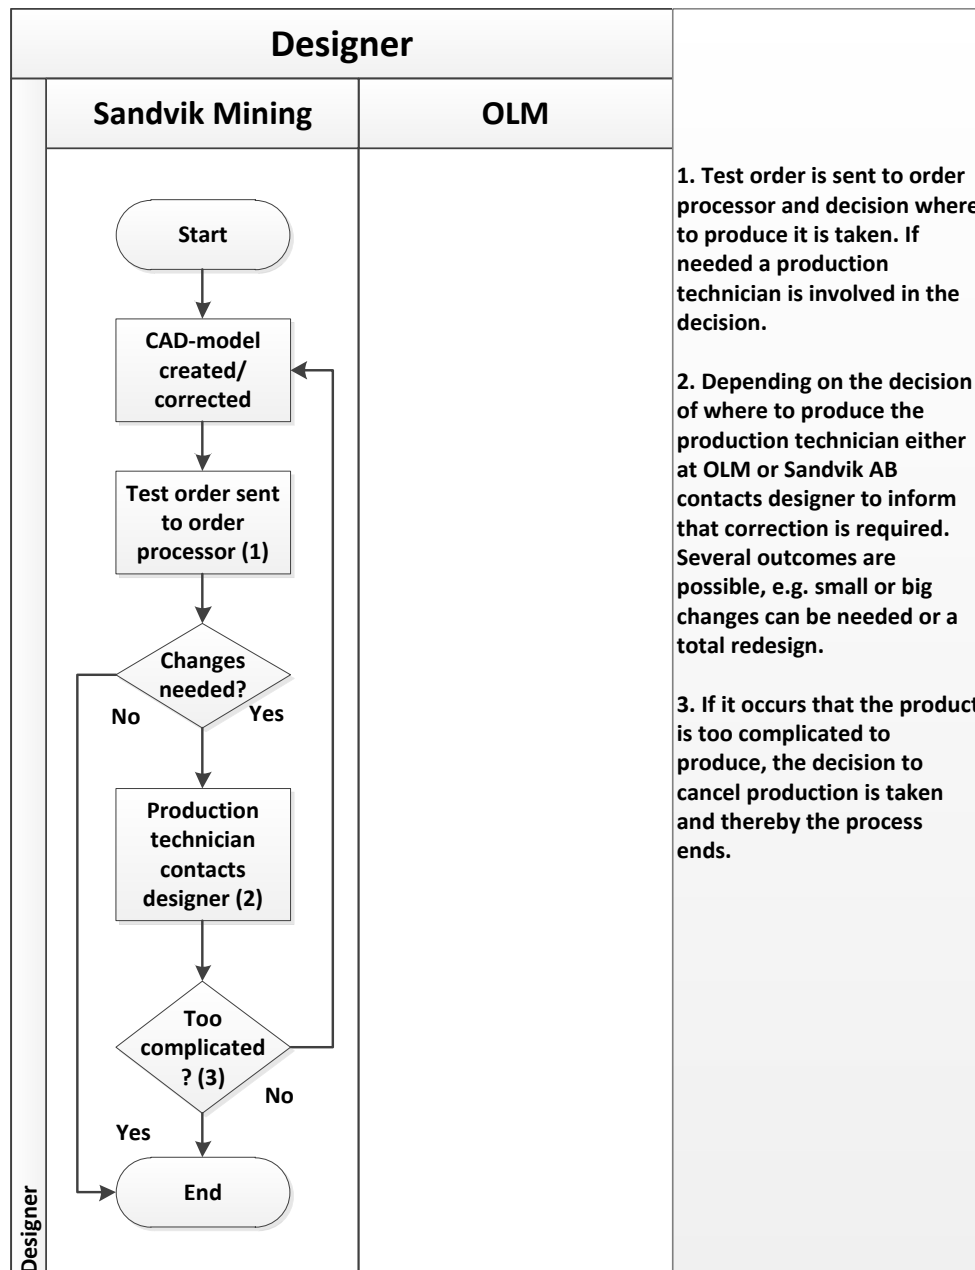 Designer
Sandvik Mining
OLM
Start
CAD-model
created/
corrected
Test order sent
to order
processor (1)
Changes
needed?
No
Yes
Production
technician
contacts
designer (2)
Too
complicated
? (3)
No
Yes
End
Designer
1. Test order is sent to order
processor and decision where
to produce it is taken. If
needed a production
technician is involved in the
decision.
2. Depending on the decision
of where to produce the
production technician either
at OLM or Sandvik AB
contacts designer to inform
that correction is required.
Several outcomes are
possible, e.g. small or big
changes can be needed or a
total redesign.
3. If it occurs that the product
is too complicated to
produce, the decision to
cancel production is taken
and thereby the process
ends.